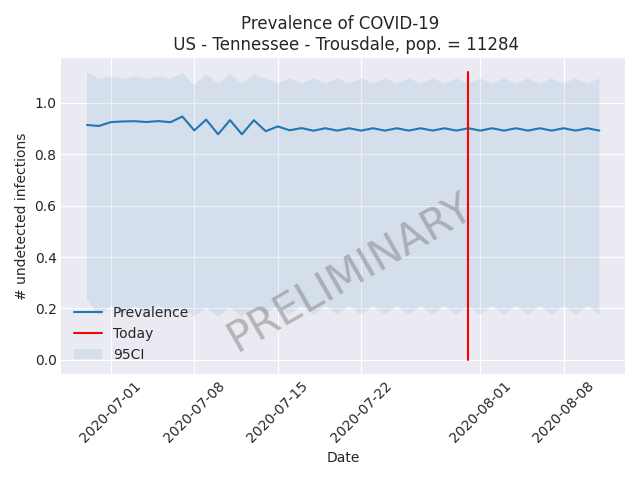 Prevalence of COVID-19
US - Tennessee - Trousdale, pop. = 11284
# undetected infections
1.0
0.8
0.6
0.4
0.2
0.0
PRELIMINARY
Prevalence
Today
95CI
2020-07-01
2020-07-08
2020-07-15
2020-07-22
2020-08-01
2020-08-08
Date